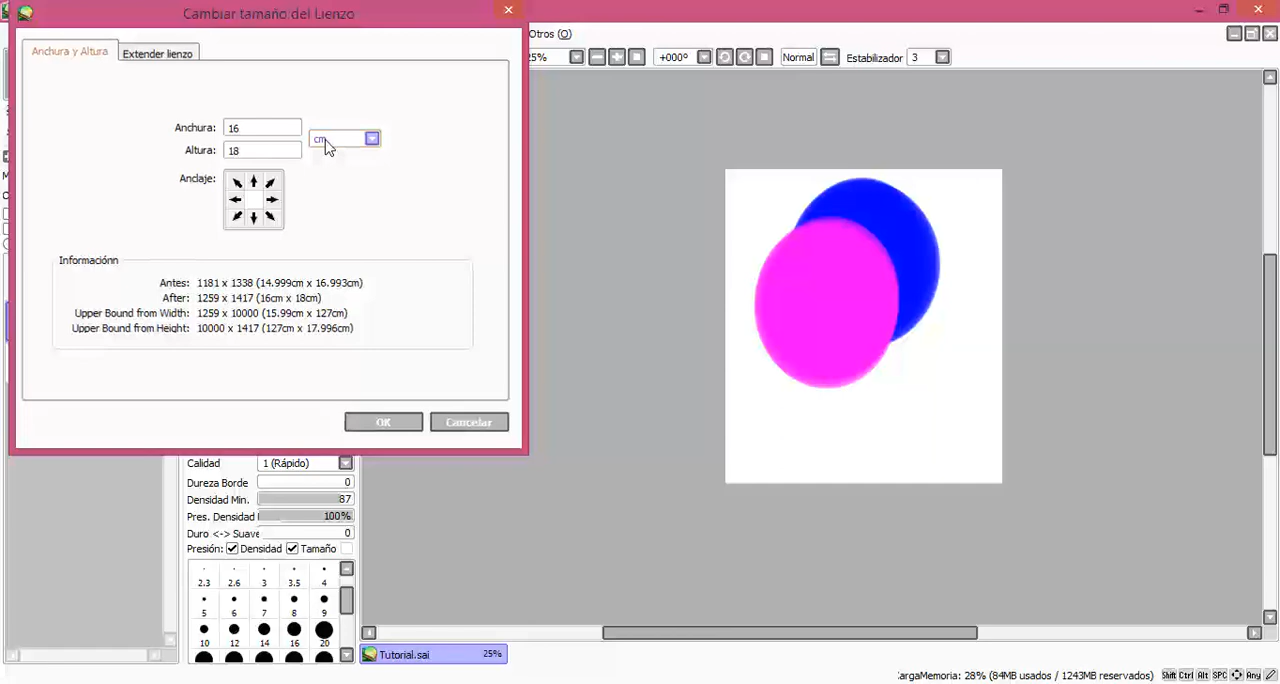 Cambiar tamaño del Lienzo
Otros (O)
Anchura y Altura
Extender lienzo
25%
+000º
Normal
Estabilizador
3
Anchura: 16
cm
Altura: 18
Anclaje:
Informaciónn
Antes: 1181 x 1338 (14.999cm x 16.993cm)
After: 1259 x 1417 (16cm x 18cm)
Upper Bound from Width: 1259 x 10000 (15.99cm x 127cm)
Upper Bound from Height: 10000 x 1417 (127cm x 17.996cm)
OK
Cancelar
Calidad 1 (Rápido)
Dureza Borde 0
Densidad Min. 87
Pres. Densidad 100%
Duro <-> Suave 0
Presión: Densidad Tamaño
2.3 2.6 3 3.5 4
5 6 7 8 9
10 12 14 16 20
Tutorial.sai 25%
CargaMemoria: 28% (84MB usados / 1243MB reservados)
Shift Ctrl Alt SPC Any